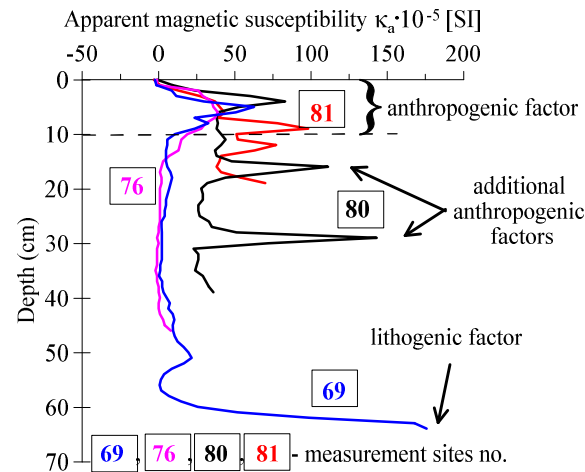 Apparent magnetic susceptibility κa·10⁻⁵ [SI]
-50 0 50 100 150 200
Depth (cm)
0
10
20
30
40
50
60
70
81
anthropogenic factor
76
80
additional
anthropogenic
factors
lithogenic factor
69
69, 76, 80, 81 - measurement sites no.